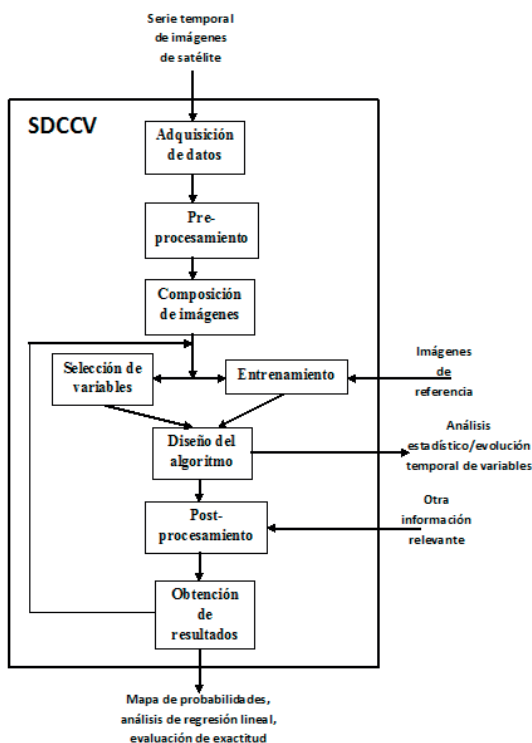 Serie temporal
de imágenes
de satélite
SDCCV
Adquisición
de datos
Pre-
procesamiento
Composición
de imágenes
Selección de
variables
Entrenamiento
Imágenes
de
referencia
Diseño del
algoritmo
Análisis
estadístico/evolución
temporal de variables
Post-
procesamiento
Otra
información
relevante
Obtención
de
resultados
Mapa de probabilidades,
análisis de regresión lineal,
evaluación de exactitud